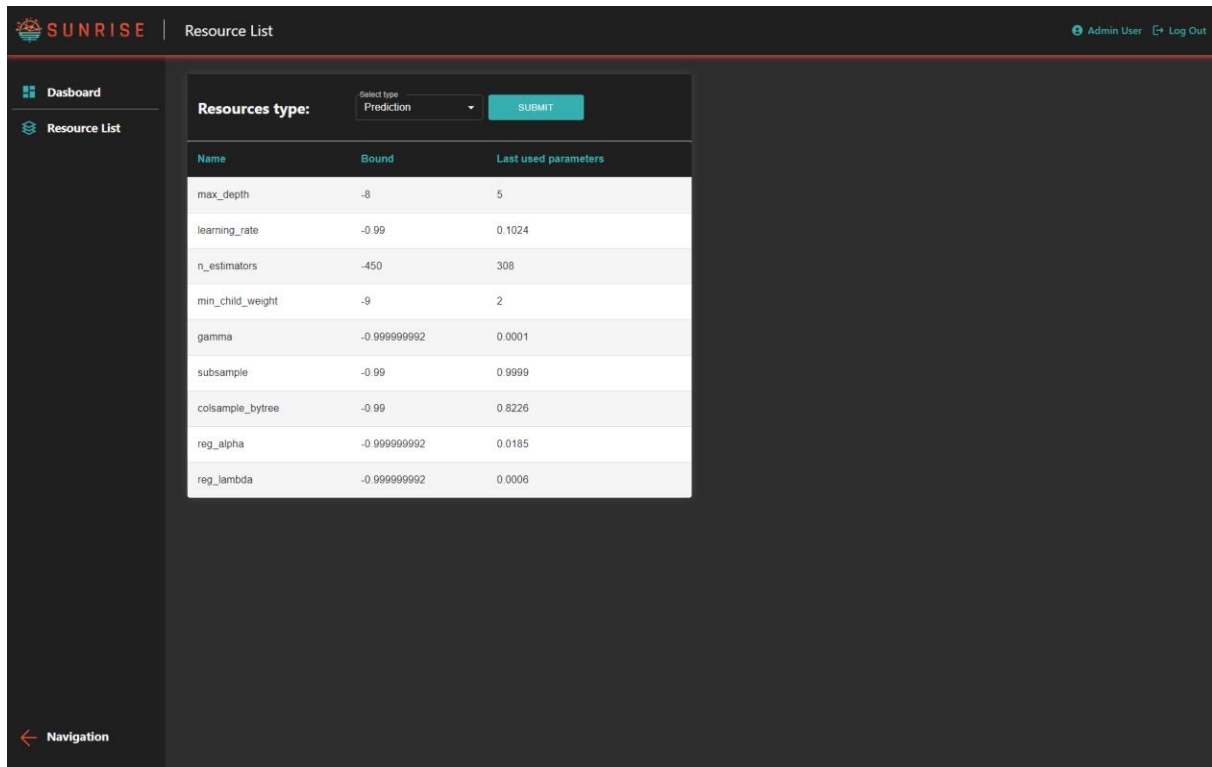 SUNRISE Resource List Admin User Log Out
Dasboard
Resource List
Resources type: Select type Prediction SUBMIT
Name Bound Last used parameters
max_depth -8 5
learning_rate -0.99 0.1024
n_estimators -450 308
min_child_weight -9 2
gamma -0.999999992 0.0001
subsample -0.99 0.9999
colsample_bytree -0.99 0.8226
reg_alpha -0.999999992 0.0185
reg_lambda -0.999999992 0.0006
Navigation